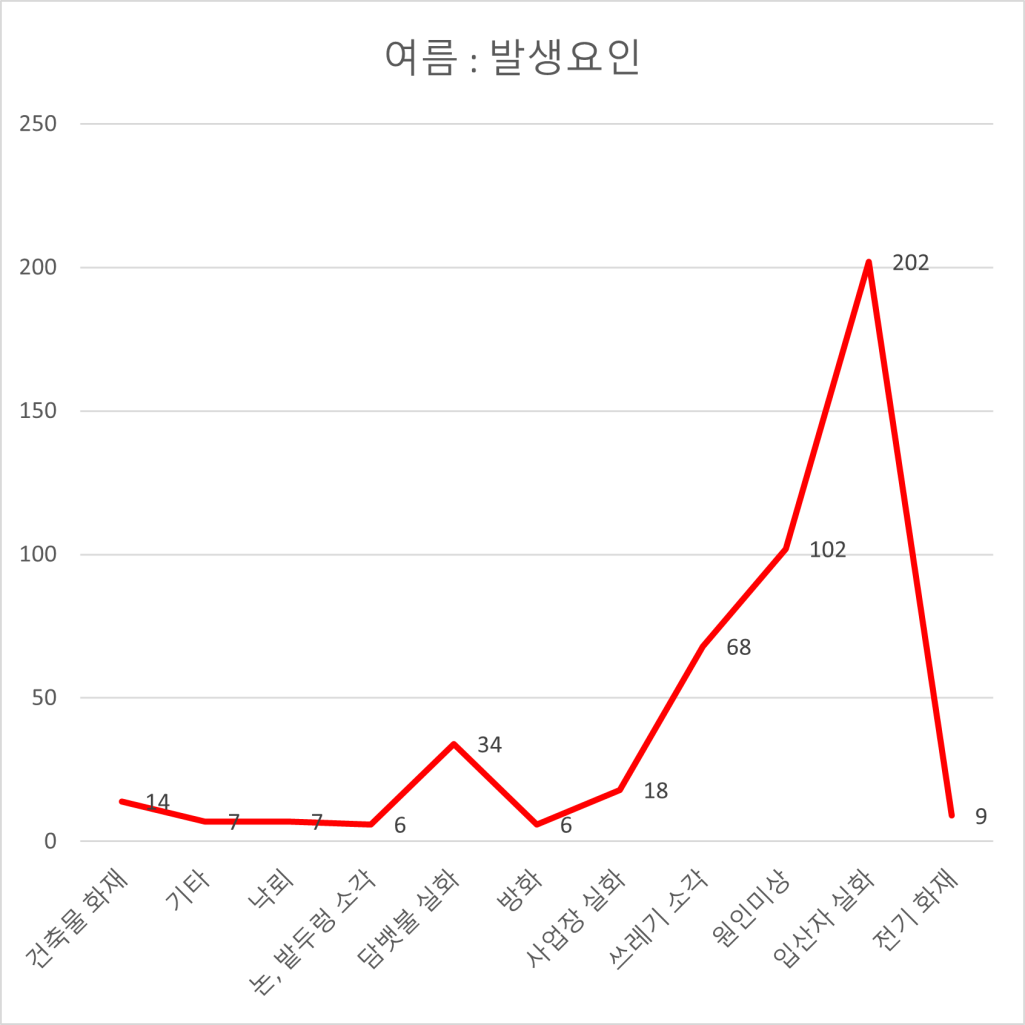 여름 : 발생요인
250
200
150
100
50
0
14
7
7
6
34
6
18
68
102
202
9
건축물 화재
기타
낙뢰
논, 밭두렁 소각
담뱃불 실화
방화
사업장 실화
쓰레기 소각
원인미상
입산자 실화
전기 화재